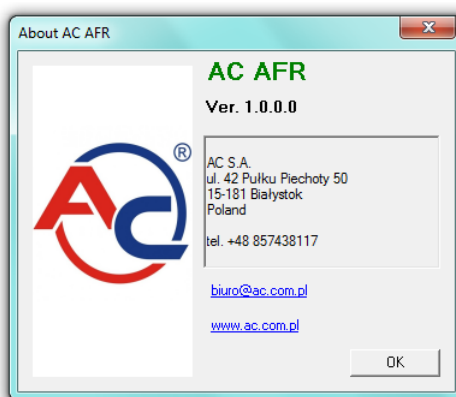 About AC AFR
AC AFR
Ver. 1.0.0.0
AC ®
AC S.A.
ul. 42 Pułku Piechoty 50
15-181 Białystok
Poland
tel. +48 857438117
biuro@ac.com.pl
www.ac.com.pl
OK